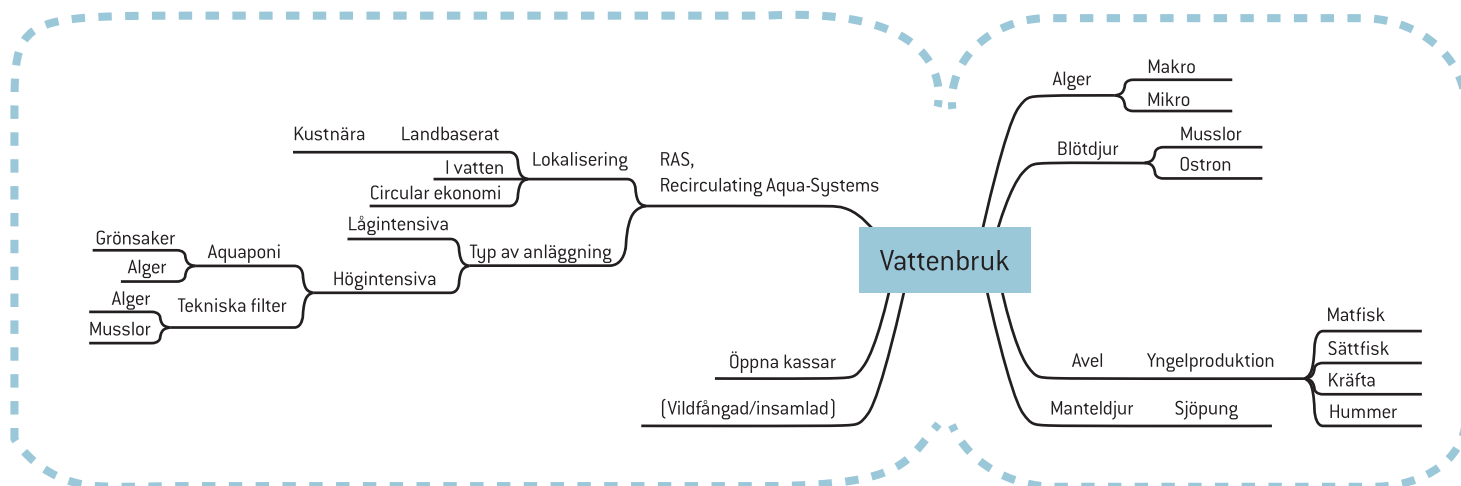 Vattenbruk
RAS,
Recirculating Aqua-Systems
Lokalisering
Kustnära Landbaserat
I vatten
Circular ekonomi
Typ av anläggning
Lågintensiva
Högintensiva
Aquaponi
Grönsaker
Alger
Tekniska filter
Alger
Musslor
Öppna kassar
(Vildfångad/insamlad)
Alger
Makro
Mikro
Blötdjur
Musslor
Ostron
Avel Yngelproduktion
Matfisk
Sättfisk
Kräfta
Hummer
Manteldjur Sjöpung